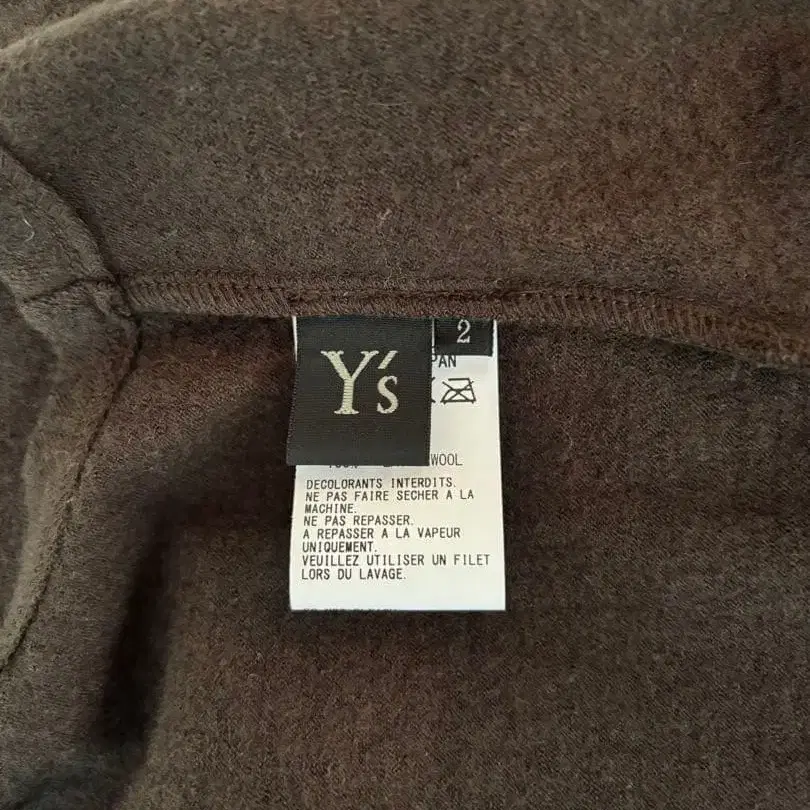 Y's
2
PAN
WOOL
DECOLORANTS INTERDITS.
NE PAS FAIRE SECHER A LA
MACHINE.
NE PAS REPASSER.
A REPASSER A LA VAPEUR
UNIQUEMENT.
VEUILLEZ UTILISER UN FILET
LORS DU LAVAGE.